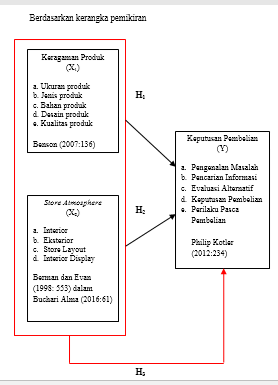 Berdasarkan kerangka pemikiran
Keragaman Produk
(X₁)
a. Ukuran produk
b. Jenis produk
c. Bahan produk
d. Desain produk
e. Kualitas produk
Benson (2007:136)
H₁
Keputusan Pembelian
(Y)
a. Pengenalan Masalah
b. Pencarian Informasi
c. Evaluasi Alternatif
d. Keputusan Pembelian
e. Perilaku Pasca
Pembelian
Philip Kotler
(2012:234)
Store Atmosphere
(X₂)
a. Interior
b. Eksterior
c. Store Layout
d. Interior Display
Berman dan Evan
(1998: 553) dalam
Buchari Alma (2016:61)
H₂
H₃